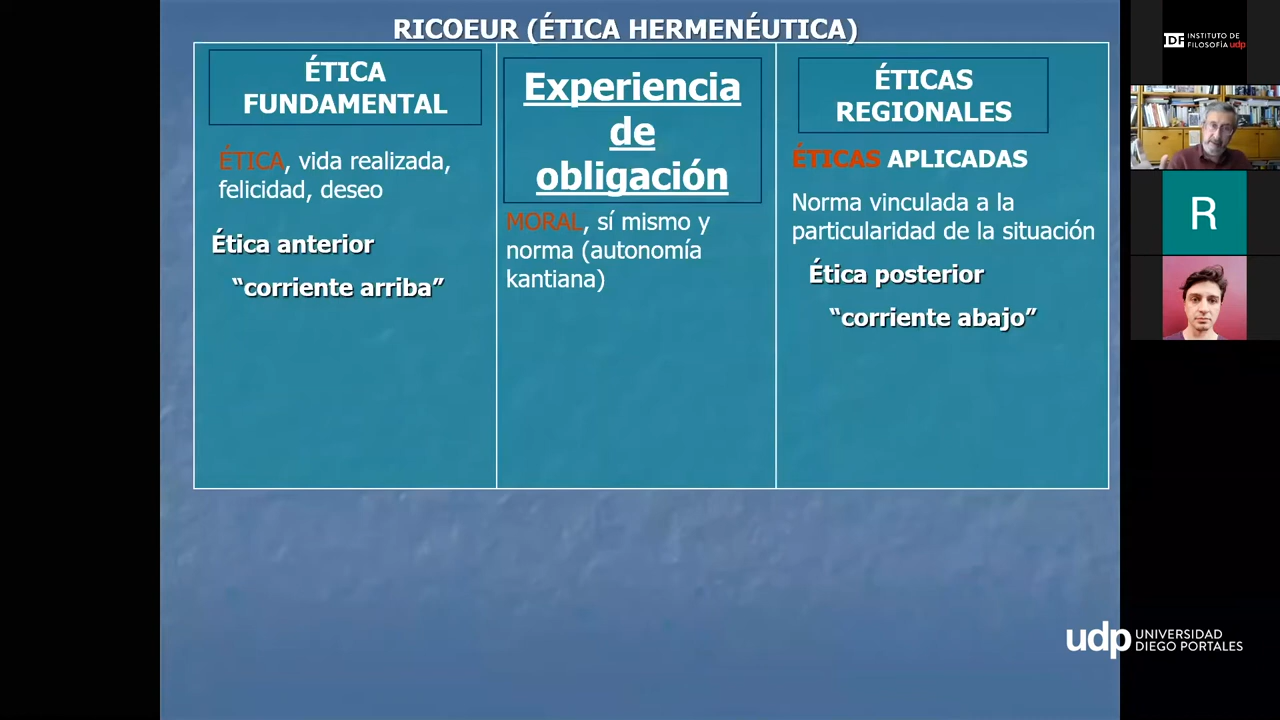 RICOEUR (ÉTICA HERMENÉUTICA)
ÉTICA
FUNDAMENTAL
ÉTICA, vida realizada,
felicidad, deseo
Ética anterior
“corriente arriba”
Experiencia
de
obligación
MORAL, sí mismo y
norma (autonomía
kantiana)
ÉTICAS
REGIONALES
ÉTICAS APLICADAS
Norma vinculada a la
particularidad de la situación
Ética posterior
“corriente abajo”
IDF INSTITUTO DE
FILOSOFÍA udp
R
udp UNIVERSIDAD
DIEGO PORTALES